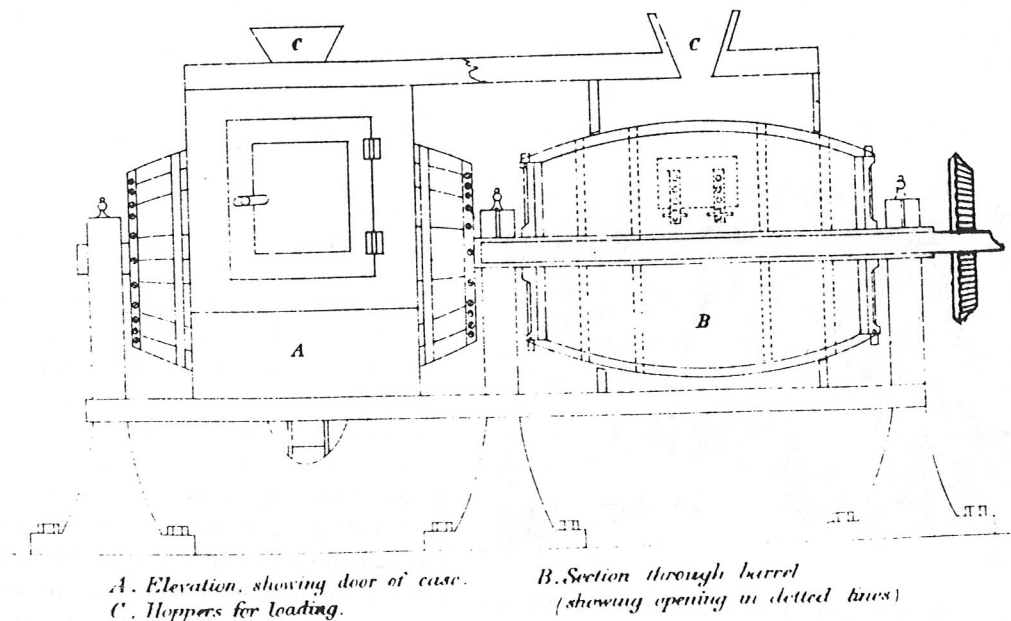 C
C
A
B
A. Elevation, showing door of case.
C. Hoppers for loading.
B. Section through barrel
(showing opening in dotted lines)